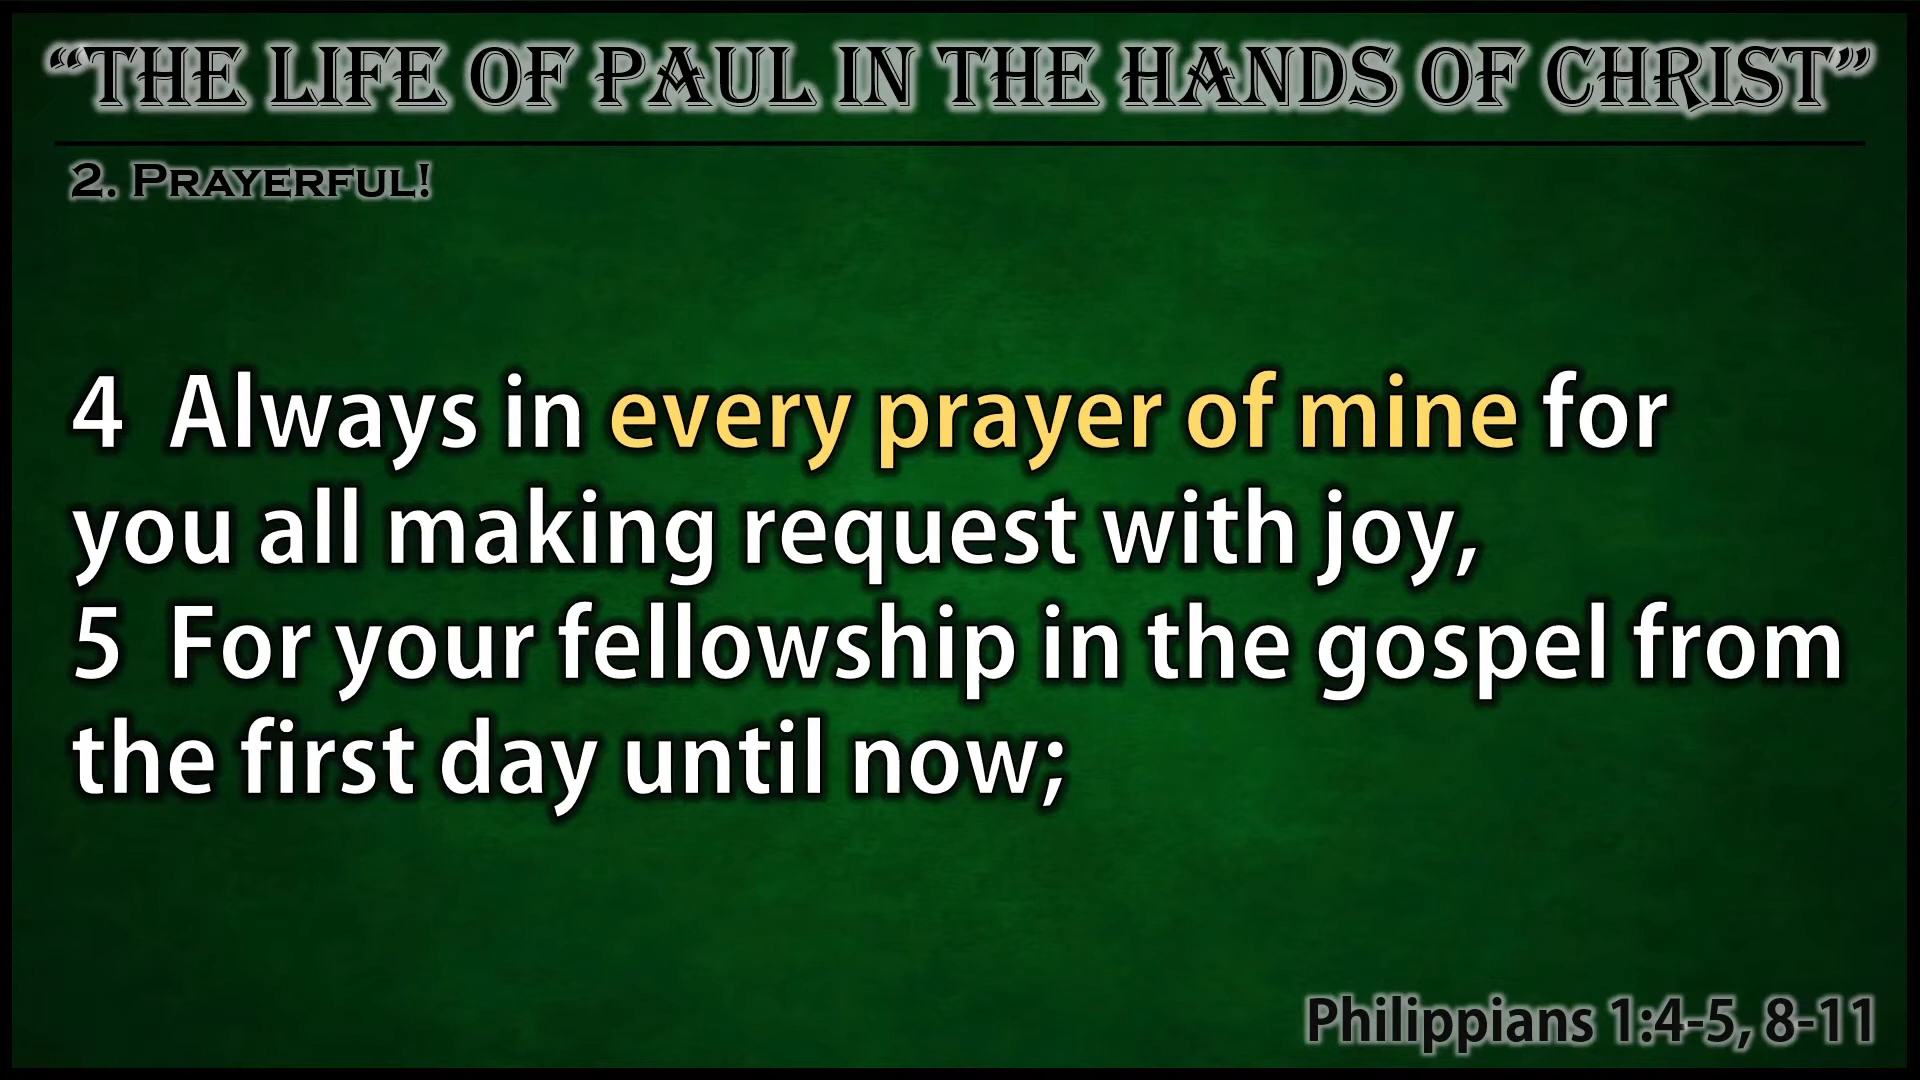 “THE LIFE OF PAUL IN THE HANDS OF CHRIST”
2. PRAYERFUL!
4  Always in every prayer of mine for
you all making request with joy,
5  For your fellowship in the gospel from
the first day until now;
Philippians 1:4-5, 8-11